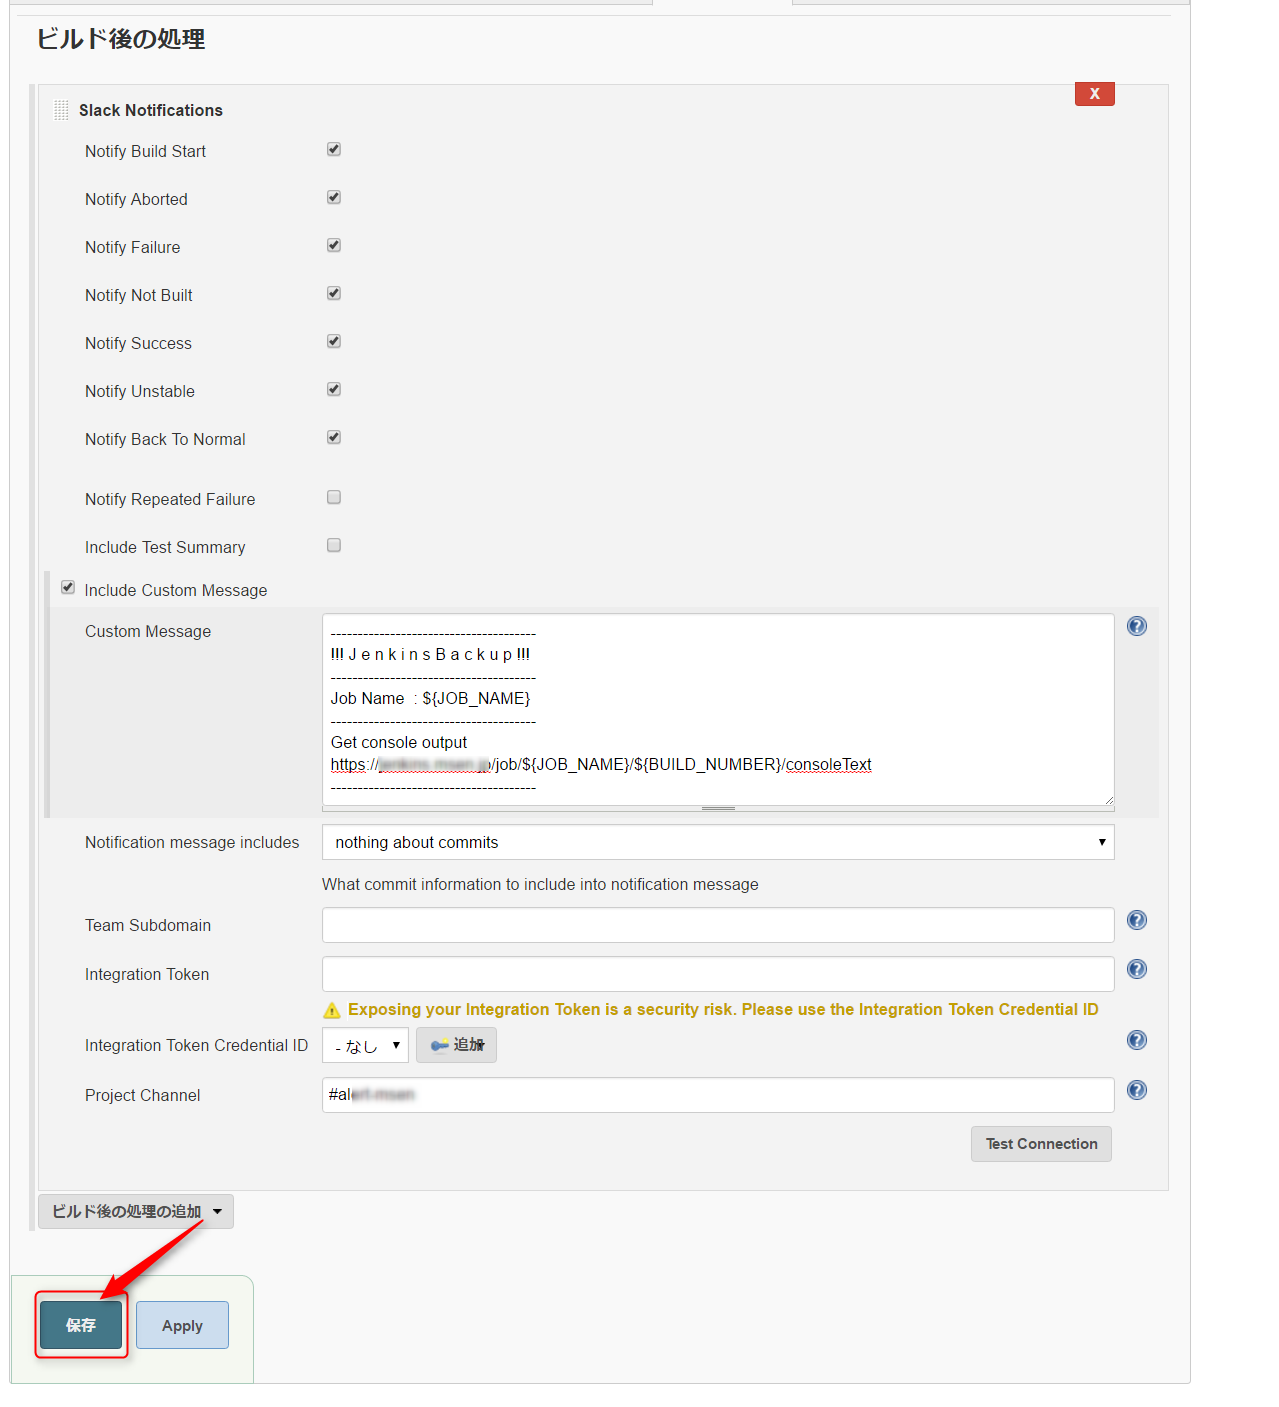 ビルド後の処理
Slack Notifications
X
Notify Build Start
Notify Aborted
Notify Failure
Notify Not Built
Notify Success
Notify Unstable
Notify Back To Normal
Notify Repeated Failure
Include Test Summary
Include Custom Message
Custom Message
--------------------------------------
!!! J e n k i n s B a c k u p !!!
--------------------------------------
Job Name  : ${JOB_NAME}
--------------------------------------
Get console output
https:///job/${JOB_NAME}/${BUILD_NUMBER}/consoleText
--------------------------------------
Notification message includes
nothing about commits
What commit information to include into notification message
Team Subdomain
Integration Token
Exposing your Integration Token is a security risk. Please use the Integration Token Credential ID
Integration Token Credential ID
- なし
追加
Project Channel
#al
Test Connection
ビルド後の処理の追加
保存
Apply